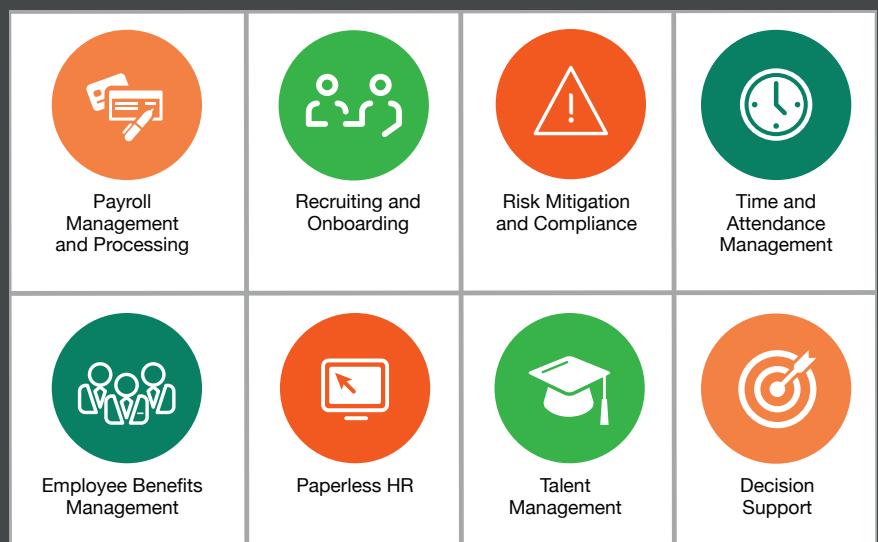 Payroll
Management
and Processing
Recruiting and
Onboarding
Risk Mitigation
and Compliance
Time and
Attendance
Management
Employee Benefits
Management
Paperless HR
Talent
Management
Decision
Support